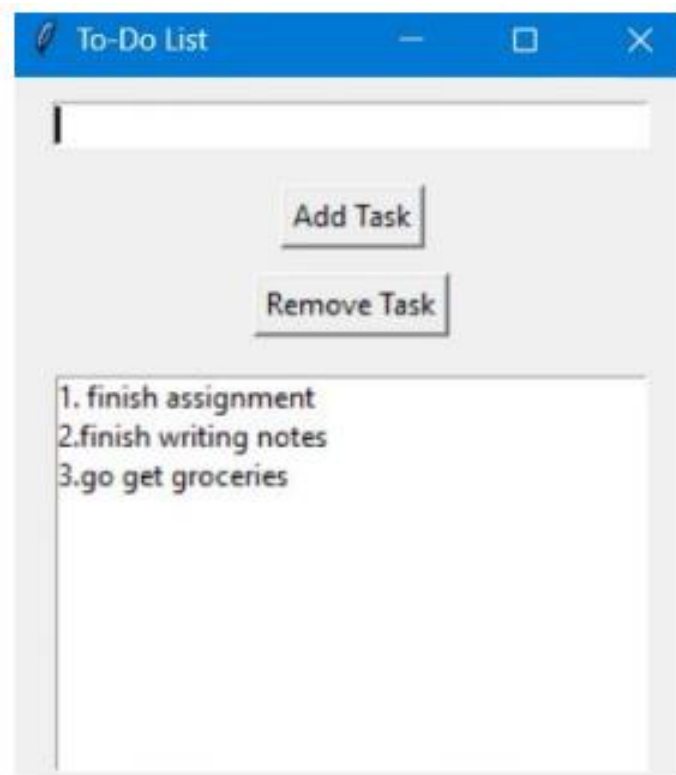 To-Do List
Add Task
Remove Task
1. finish assignment
2.finish writing notes
3.go get groceries